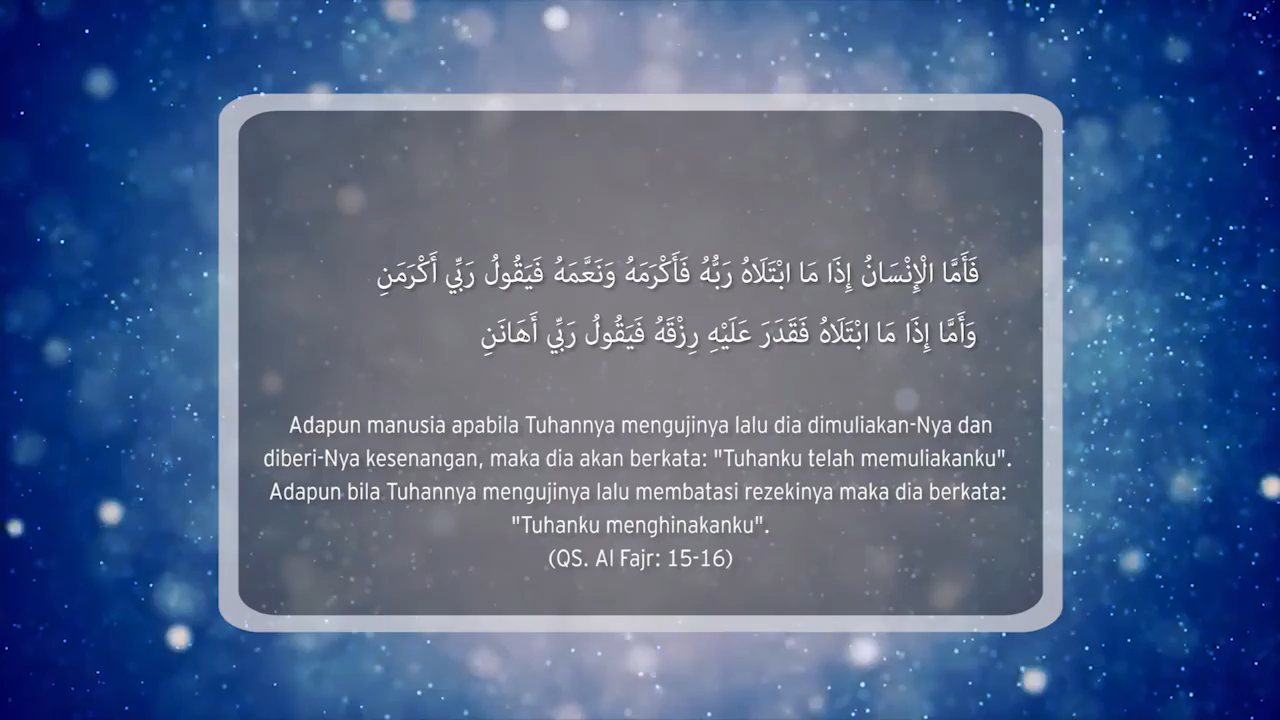 فَأَمَّا الْإِنْسَانُ إِذَا مَا ابْتَلَاهُ رَبُّهُ فَأَكْرَمَهُ وَنَعَّمَهُ فَيَقُولُ رَبِّي أَكْرَمَنِ
وَأَمَّا إِذَا مَا ابْتَلَاهُ فَقَدَرَ عَلَيْهِ رِزْقَهُ فَيَقُولُ رَبِّي أَهَانَنِ
Adapun manusia apabila Tuhannya mengujinya lalu dia dimuliakan-Nya dan
diberi-Nya kesenangan, maka dia akan berkata: "Tuhanku telah memuliakanku".
Adapun bila Tuhannya mengujinya lalu membatasi rezekinya maka dia berkata:
"Tuhanku menghinakanku".
(QS. Al Fajr: 15-16)